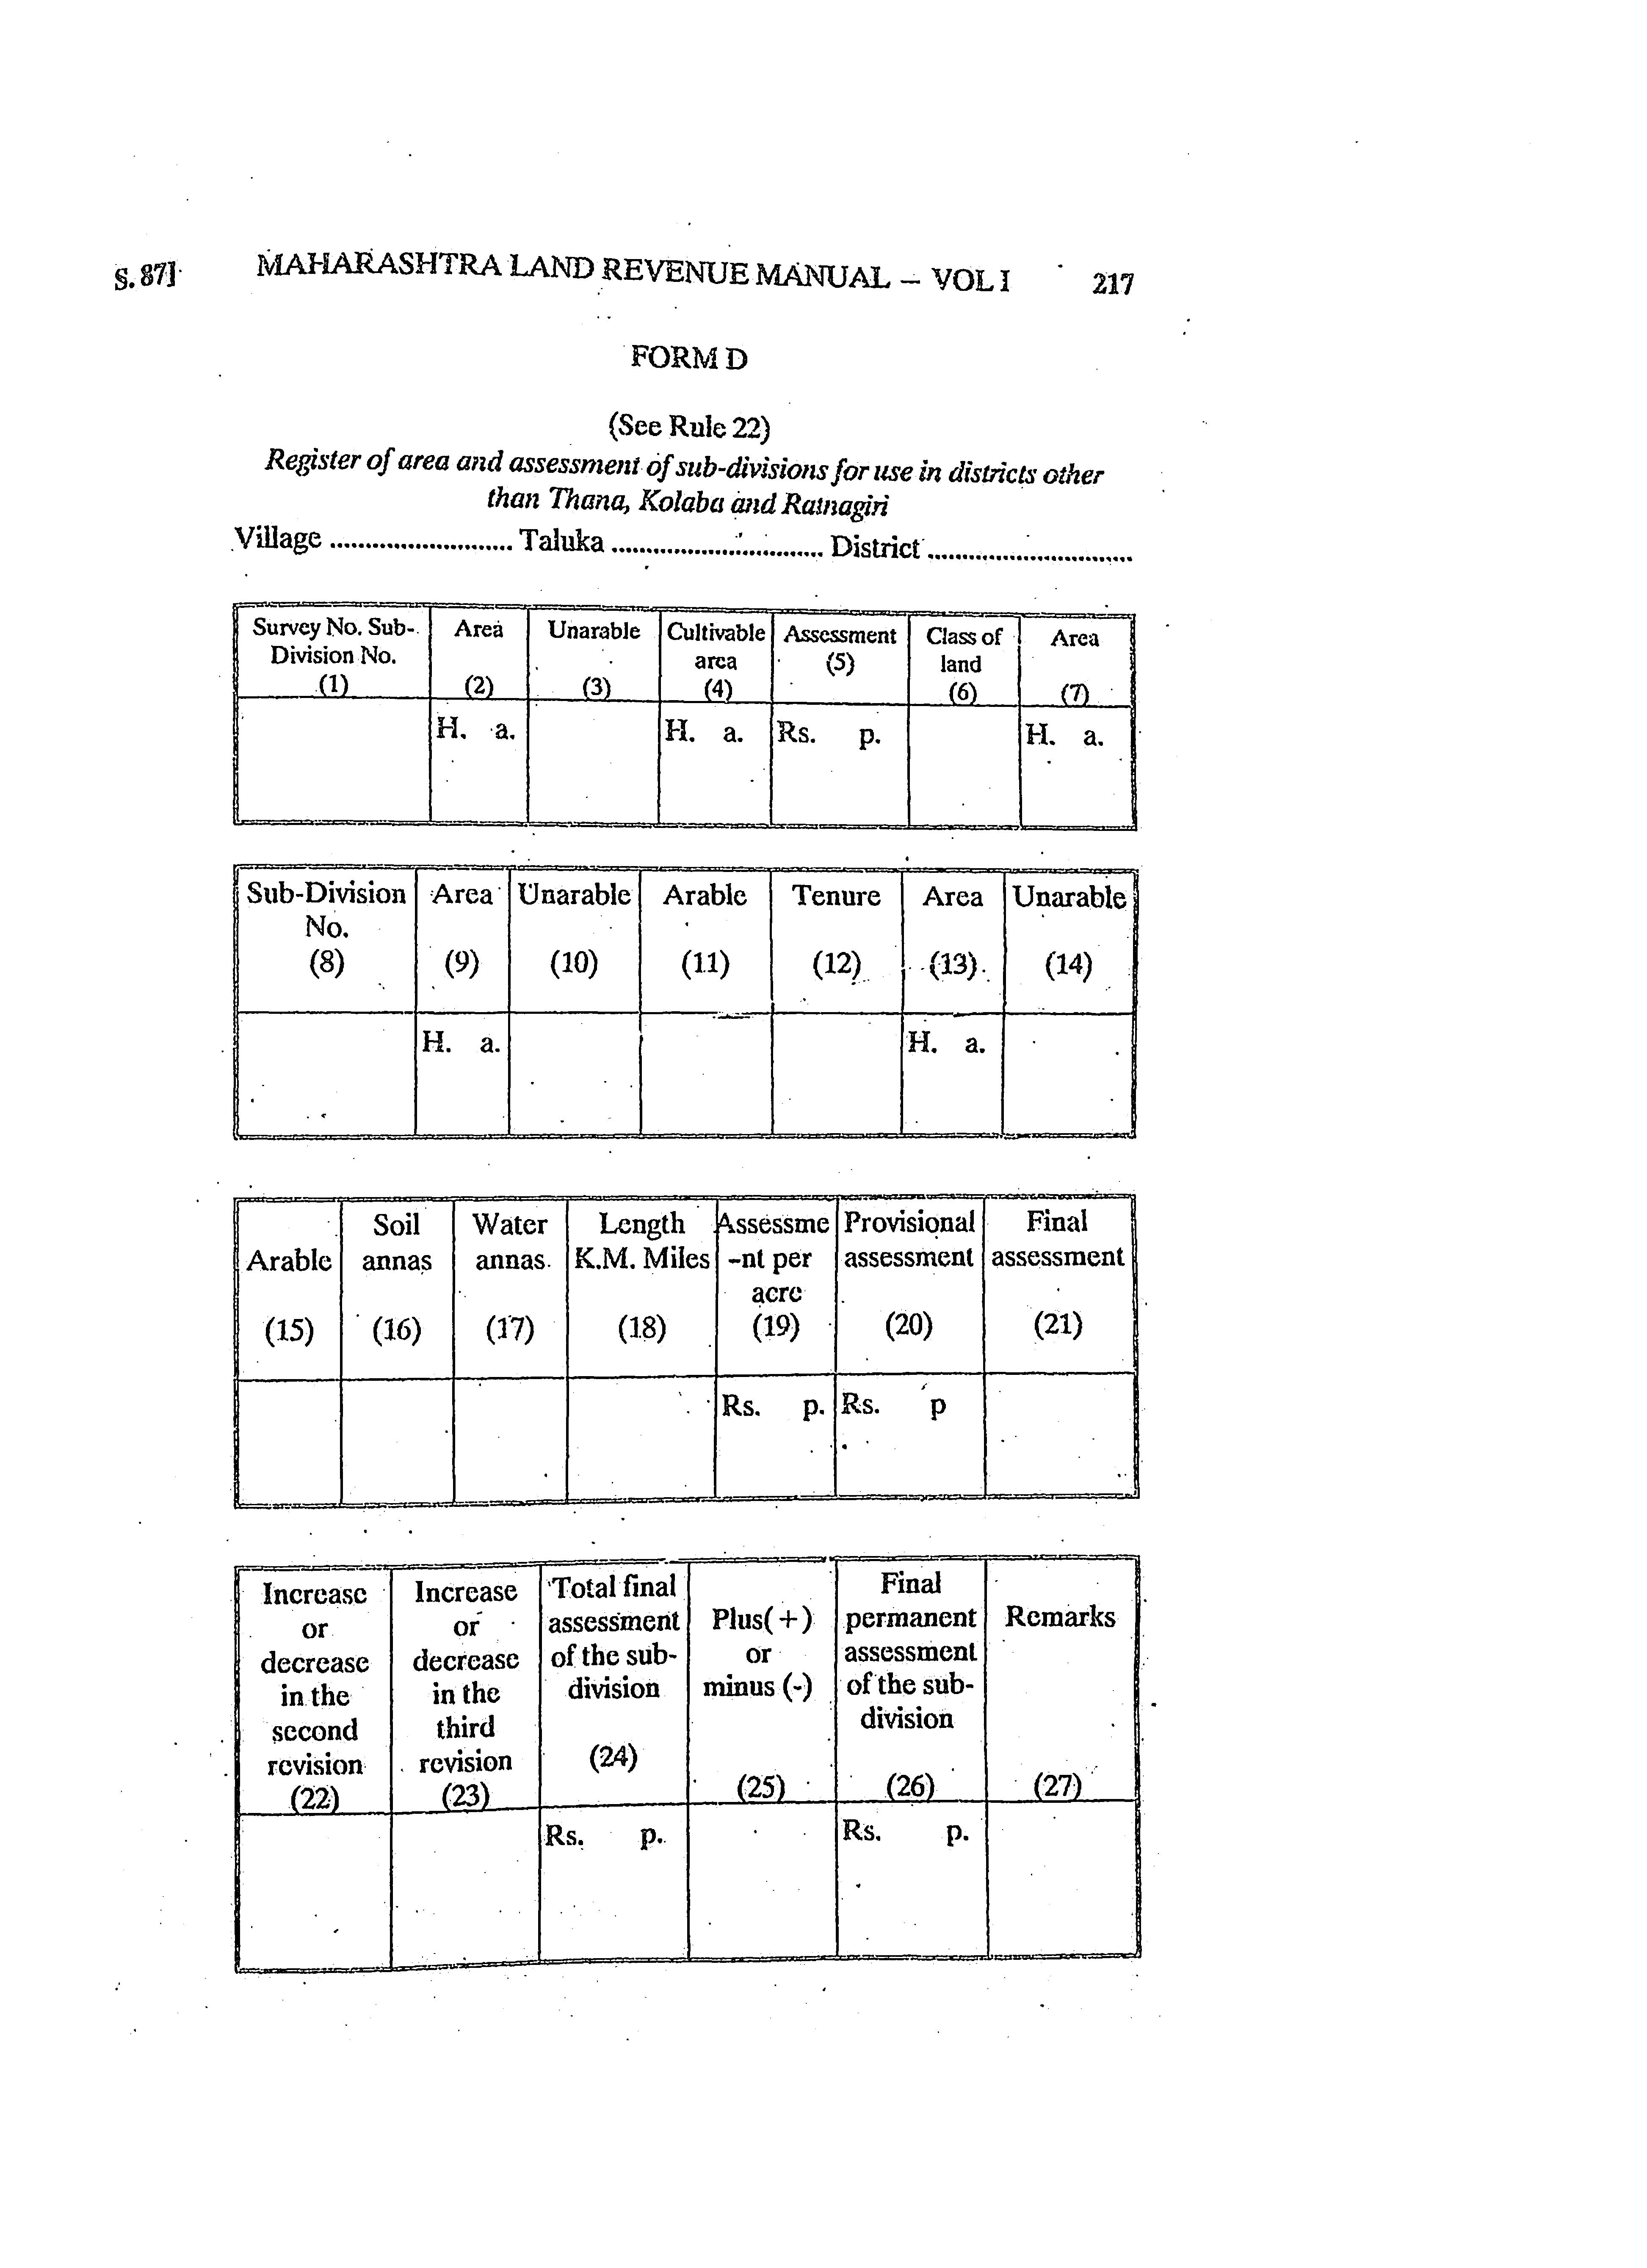 S. 87] MAHARASHTRA LAND REVENUE MANUAL – VOL I 217
FORM D
(See Rule 22)
Register of area and assessment of sub-divisions for use in districts other
than Thana, Kolaba and Ratnagiri
Village .......................... Taluka .............................. District .............................
Survey No. Sub- Area Unarable Cultivable Assessment Class of Area
Division No. area (5) land
(1) (2) (3) (4) (6) (7)
H. a. H. a. Rs. p. H. a.
Sub-Division Area Unarable Arable Tenure Area Unarable
No.
(8) (9) (10) (11) (12) (13) (14)
H. a. H. a.
Soil Water Length Assessme Provisional Final
Arable annas annas. K.M. Miles -nt per assessment assessment
acre
(15) (16) (17) (18) (19) (20) (21)
Rs. p. Rs. p
Increase Increase Total final Final
or or assessment Plus(+) permanent Remarks
decrease decrease of the sub- or assessment
in the in the division minus (-) of the sub-
second third division
revision revision (24)
(22) (23) (25) (26) (27)
Rs. p. Rs. p.